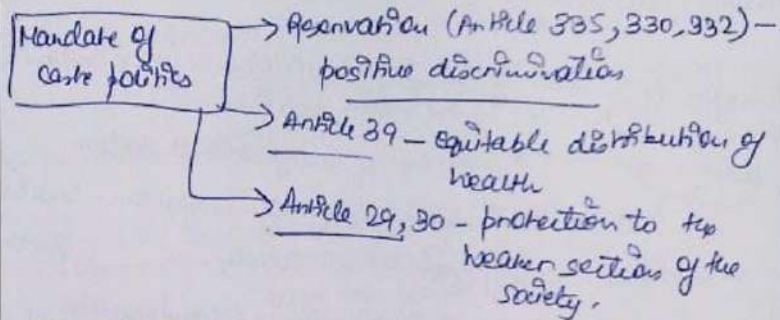 Mandate of
caste politics
Reservation (Article 335, 330, 332) –
positive discrimination
Article 39 – equitable distribution of
wealth
Article 29, 30 – protection to the
weaker sections of the
society.